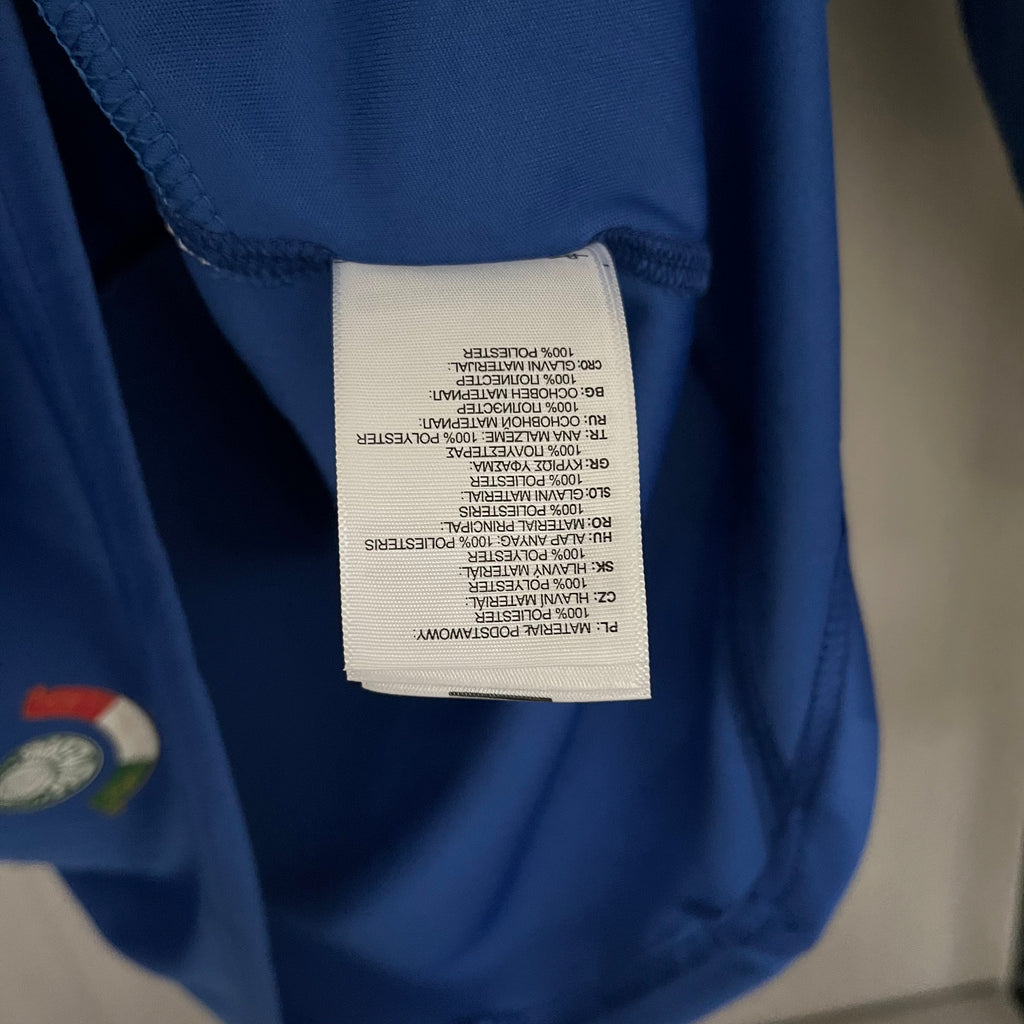 PL: MATERIAŁ PODSTAWOWY:
100% POLIESTER
CZ: HLAVNÍ MATERIÁL:
100% POLYESTER
SK: HLAVNÝ MATERIÁL:
100% POLYESTER
HU: ALAP ANYAG: 100% POLIESTERIS
RO: MATERIAL PRINCIPAL:
100% POLIESTERIS
SLO: GLAVNI MATERIAL:
100% POLIESTER
GR: ΚΥΡΙΩΣ ΥΦΑΣΜΑ:
100% ΠΟΛΥΕΣΤΕΡΑΣ
TR: ANA MALZEME: 100% POLYESTER
RU: ОСНОВНОЙ МАТЕРИАЛ:
100% ПОЛИЭСТЕР
BG: ОСНОВЕН МАТЕРИАЛ:
100% ПОЛИЕСТЕР
CRO: GLAVNI MATERIJAL:
100% POLIESTER